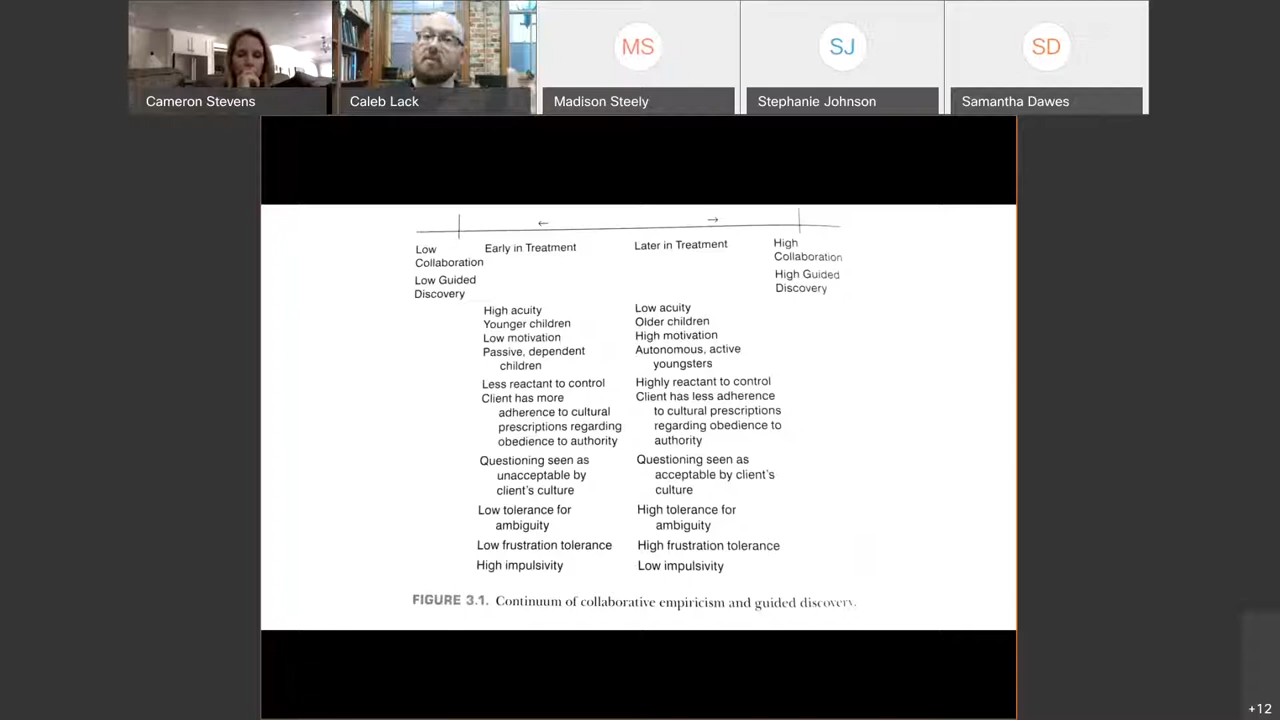 MS
SJ
SD
Cameron Stevens
Caleb Lack
Madison Steely
Stephanie Johnson
Samantha Dawes
← →
Low
Collaboration
Low Guided
Discovery
Early in Treatment
Later in Treatment
High
Collaboration
High Guided
Discovery
High acuity
Younger children
Low motivation
Passive, dependent
children
Less reactant to control
Client has more
adherence to cultural
prescriptions regarding
obedience to authority
Questioning seen as
unacceptable by
client's culture
Low tolerance for
ambiguity
Low frustration tolerance
High impulsivity
Low acuity
Older children
High motivation
Autonomous, active
youngsters
Highly reactant to control
Client has less adherence
to cultural prescriptions
regarding obedience to
authority
Questioning seen as
acceptable by client's
culture
High tolerance for
ambiguity
High frustration tolerance
Low impulsivity
FIGURE 3.1. Continuum of collaborative empiricism and guided discovery.
+12